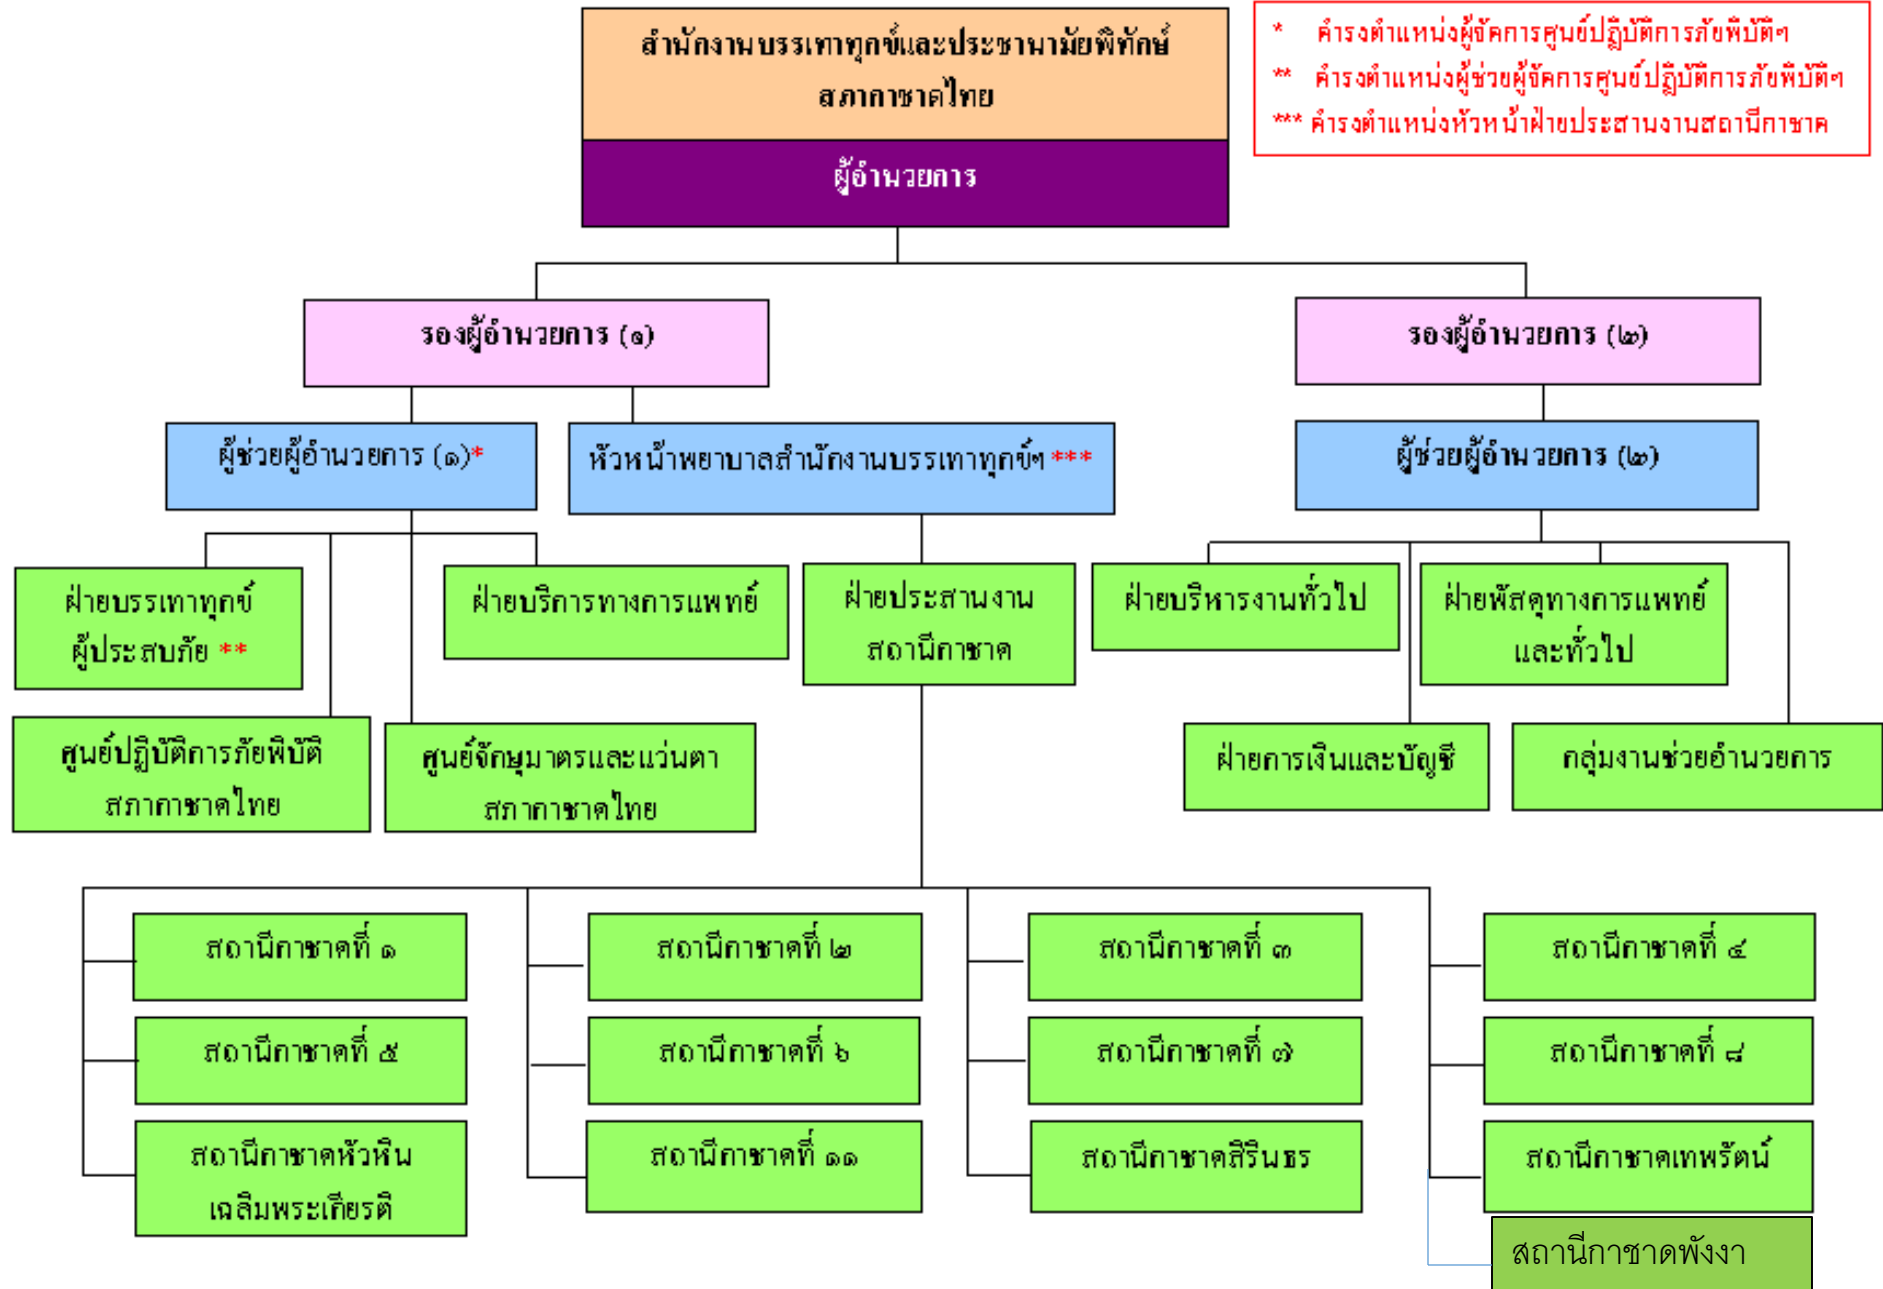 สำนักงานบรรเทาทุกข์และประชานามัยพิทักษ์
สภากาชาดไทย
ผู้อำนวยการ
* ดำรงตำแหน่งผู้จัดการศูนย์ปฏิบัติการภัยพิบัติฯ
** ดำรงตำแหน่งผู้ช่วยผู้จัดการศูนย์ปฏิบัติการภัยพิบัติฯ
*** ดำรงตำแหน่งหัวหน้าฝ่ายประสานงานสถานีกาชาด
รองผู้อำนวยการ (๑)
รองผู้อำนวยการ (๒)
ผู้ช่วยผู้อำนวยการ (๑)*
หัวหน้าพยาบาลสำนักงานบรรเทาทุกข์ฯ ***
ผู้ช่วยผู้อำนวยการ (๒)
ฝ่ายบรรเทาทุกข์
ผู้ประสบภัย **
ฝ่ายบริการทางการแพทย์
ฝ่ายประสานงาน
สถานีกาชาด
ฝ่ายบริหารงานทั่วไป
ฝ่ายพัสดุทางการแพทย์
และทั่วไป
ศูนย์ปฏิบัติการภัยพิบัติ
สภากาชาดไทย
ศูนย์จักษุมาตรและแว่นตา
สภากาชาดไทย
ฝ่ายการเงินและบัญชี
กลุ่มงานช่วยอำนวยการ
สถานีกาชาดที่ ๑
สถานีกาชาดที่ ๒
สถานีกาชาดที่ ๓
สถานีกาชาดที่ ๔
สถานีกาชาดที่ ๕
สถานีกาชาดที่ ๖
สถานีกาชาดที่ ๗
สถานีกาชาดที่ ๘
สถานีกาชาดหัวหิน
เฉลิมพระเกียรติ
สถานีกาชาดที่ ๑๑
สถานีกาชาดสิรินธร
สถานีกาชาดเทพรัตน์
สถานีกาชาดพังงา